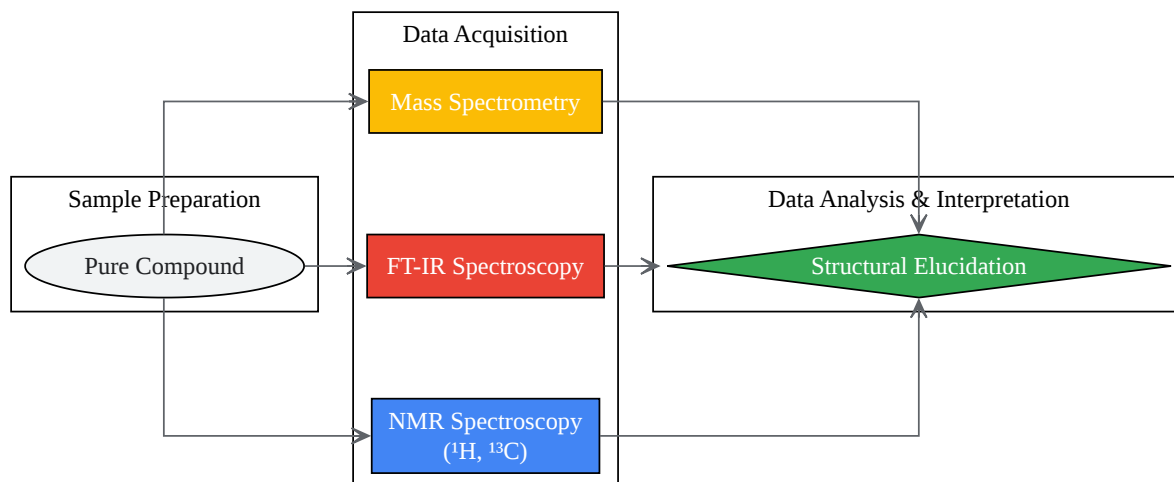 Data Acquisition
Mass Spectrometry
Sample Preparation
Pure Compound
FT-IR Spectroscopy
NMR Spectroscopy
(¹H, ¹³C)
Data Analysis & Interpretation
Structural Elucidation